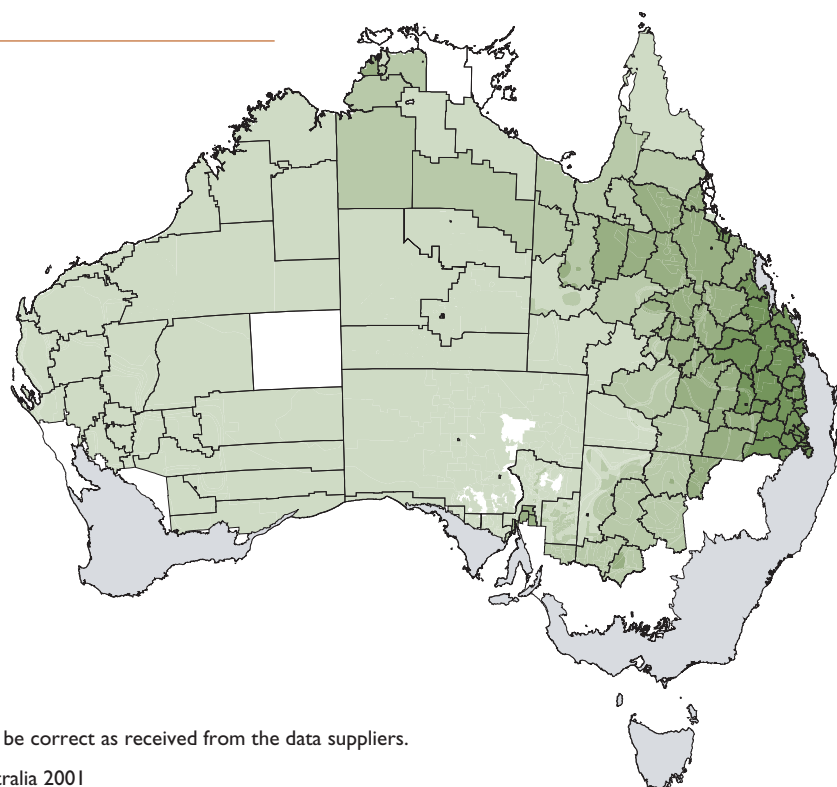 be correct as received from the data suppliers.
tralia 2001